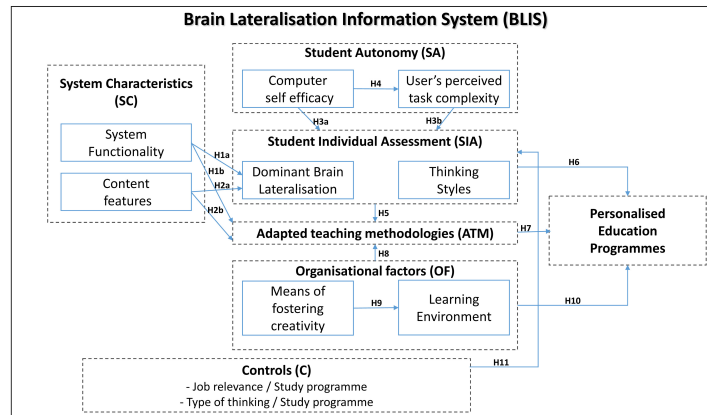 Brain Lateralisation Information System (BLIS)
Student Autonomy (SA)
Computer
self efficacy
H4
User's perceived
task complexity
System Characteristics
(SC)
System
Functionality
Content
features
H3a
H3b
H1a
H1b
H2a
H2b
Student Individual Assessment (SIA)
Dominant Brain
Lateralisation
Thinking
Styles
H6
H5
Adapted teaching methodologies (ATM)
H7
Personalised
Education
Programmes
H8
Organisational factors (OF)
Means of
fostering
creativity
H9
Learning
Environment
H10
H11
Controls (C)
- Job relevance / Study programme
- Type of thinking / Study programme